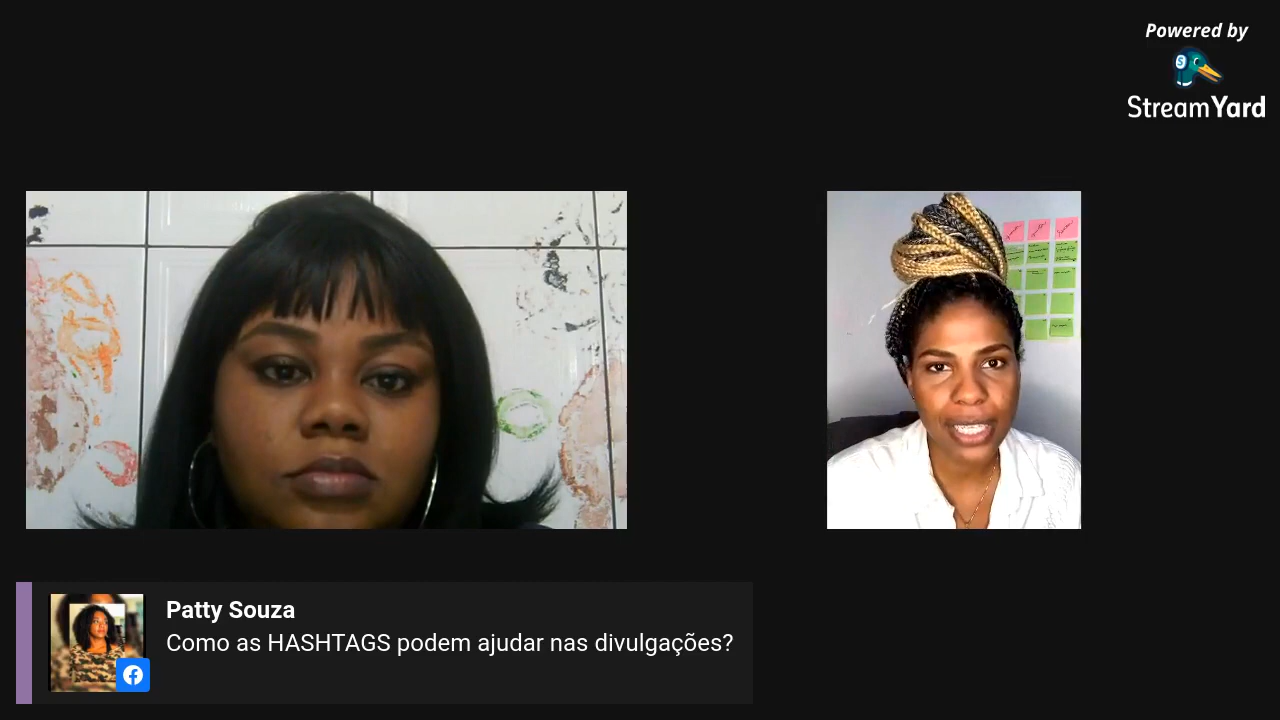 Powered by
StreamYard
Patty Souza
Como as HASHTAGS podem ajudar nas divulgações?